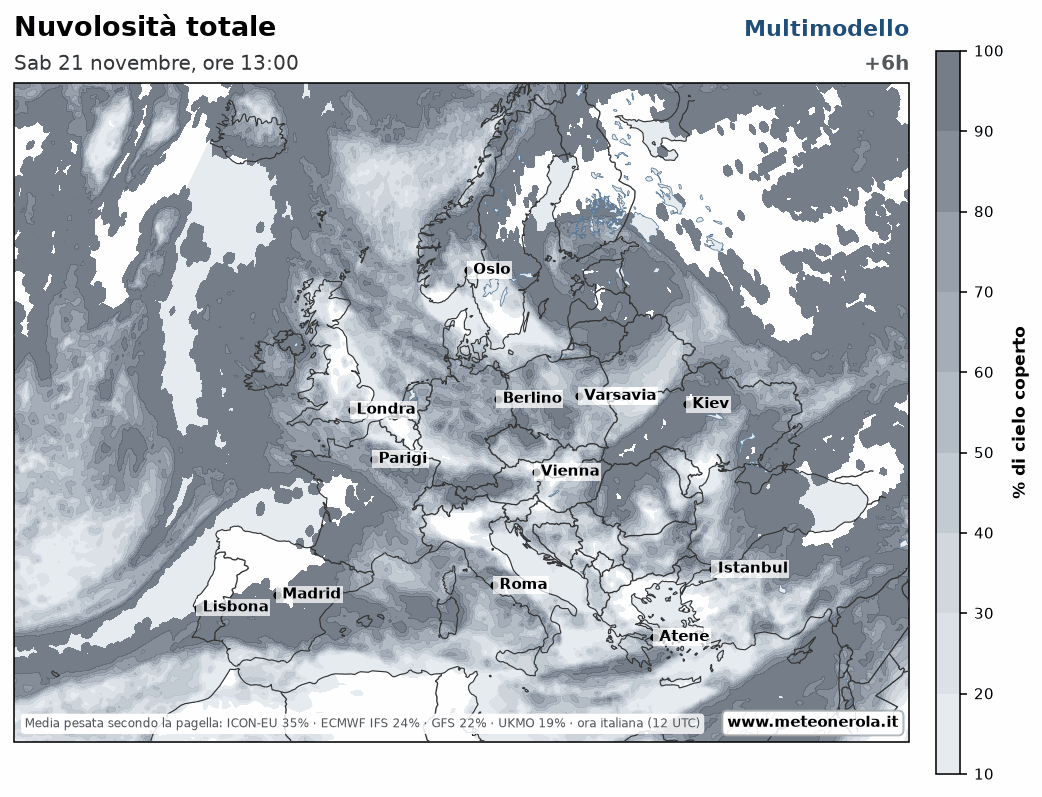 Nuvolosità totale
Multimodello
Sab 21 novembre, ore 13:00
+6h
100
90
80
70
60
50
40
30
20
10
% di cielo coperto
Oslo
Londra
Berlino
Varsavia
Kiev
Parigi
Vienna
Istanbul
Roma
Madrid
Lisbona
Atene
Media pesata secondo la pagella: ICON-EU 35% · ECMWF IFS 24% · GFS 22% · UKMO 19% · ora italiana (12 UTC)
www.meteonerola.it